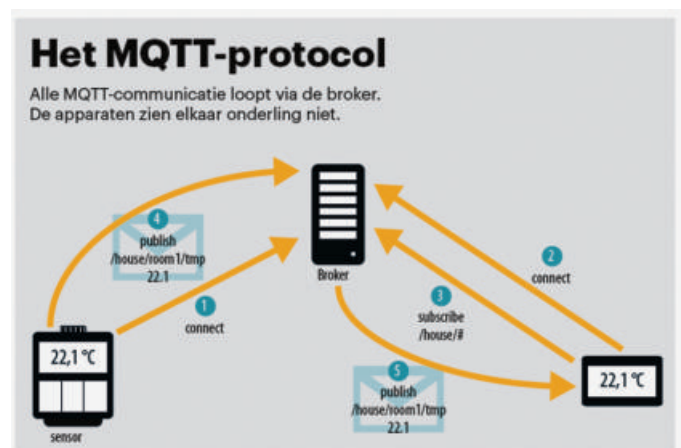 Het MQTT-protocol
Alle MQTT-communicatie loopt via de broker.
De apparaten zien elkaar onderling niet.
4
publish
/house/room1/tmp
22.1
1
connect
Broker
2
connect
3
subscribe
/house/#
5
publish
/house/room1/tmp
22.1
22,1 °C
sensor
22,1 °C